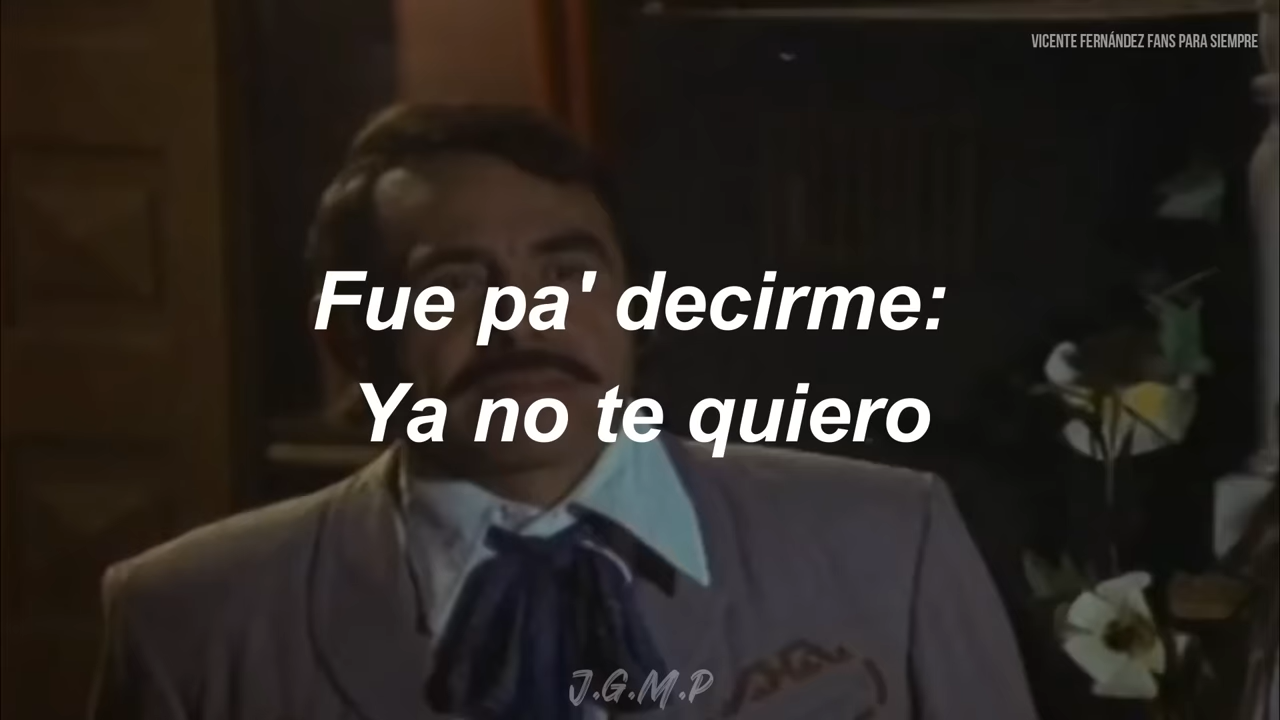 VICENTE FERNÁNDEZ FANS PARA SIEMPRE
Fue pa' decirme:
Ya no te quiero
J.G.M.P